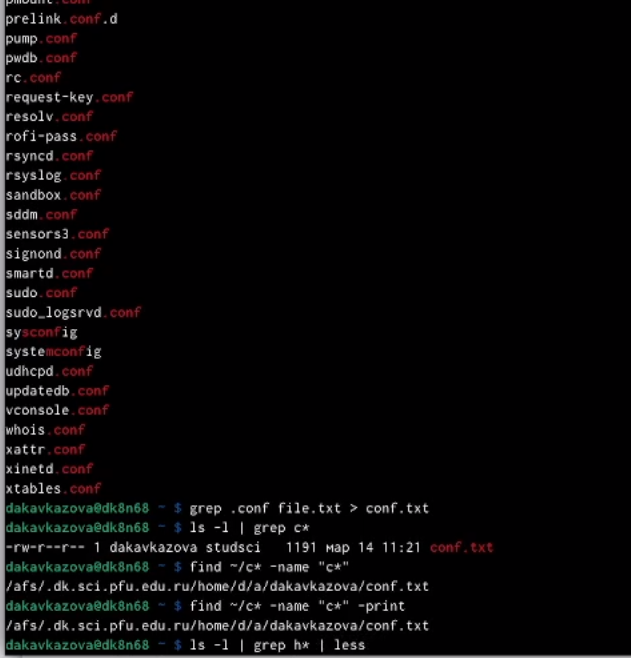 pmount.conf
prelink.conf.d
pump.conf
pwdb.conf
rc.conf
request-key.conf
resolv.conf
rofi-pass.conf
rsyncd.conf
rsyslog.conf
sandbox.conf
sddm.conf
sensors3.conf
signond.conf
smartd.conf
sudo.conf
sudo_logsrvd.conf
sysconfig
systemconfig
udhcpd.conf
updatedb.conf
vconsole.conf
whois.conf
xattr.conf
xinetd.conf
xtables.conf
dakavkazova@dk8n68 ~ $ grep .conf file.txt > conf.txt
dakavkazova@dk8n68 ~ $ ls -l | grep c*
-rw-r--r-- 1 dakavkazova studsci 1191 мар 14 11:21 conf.txt
dakavkazova@dk8n68 ~ $ find ~/c* -name "c*"
/afs/.dk.sci.pfu.edu.ru/home/d/a/dakavkazova/conf.txt
dakavkazova@dk8n68 ~ $ find ~/c* -name "c*" -print
/afs/.dk.sci.pfu.edu.ru/home/d/a/dakavkazova/conf.txt
dakavkazova@dk8n68 ~ $ ls -l | grep h* | less